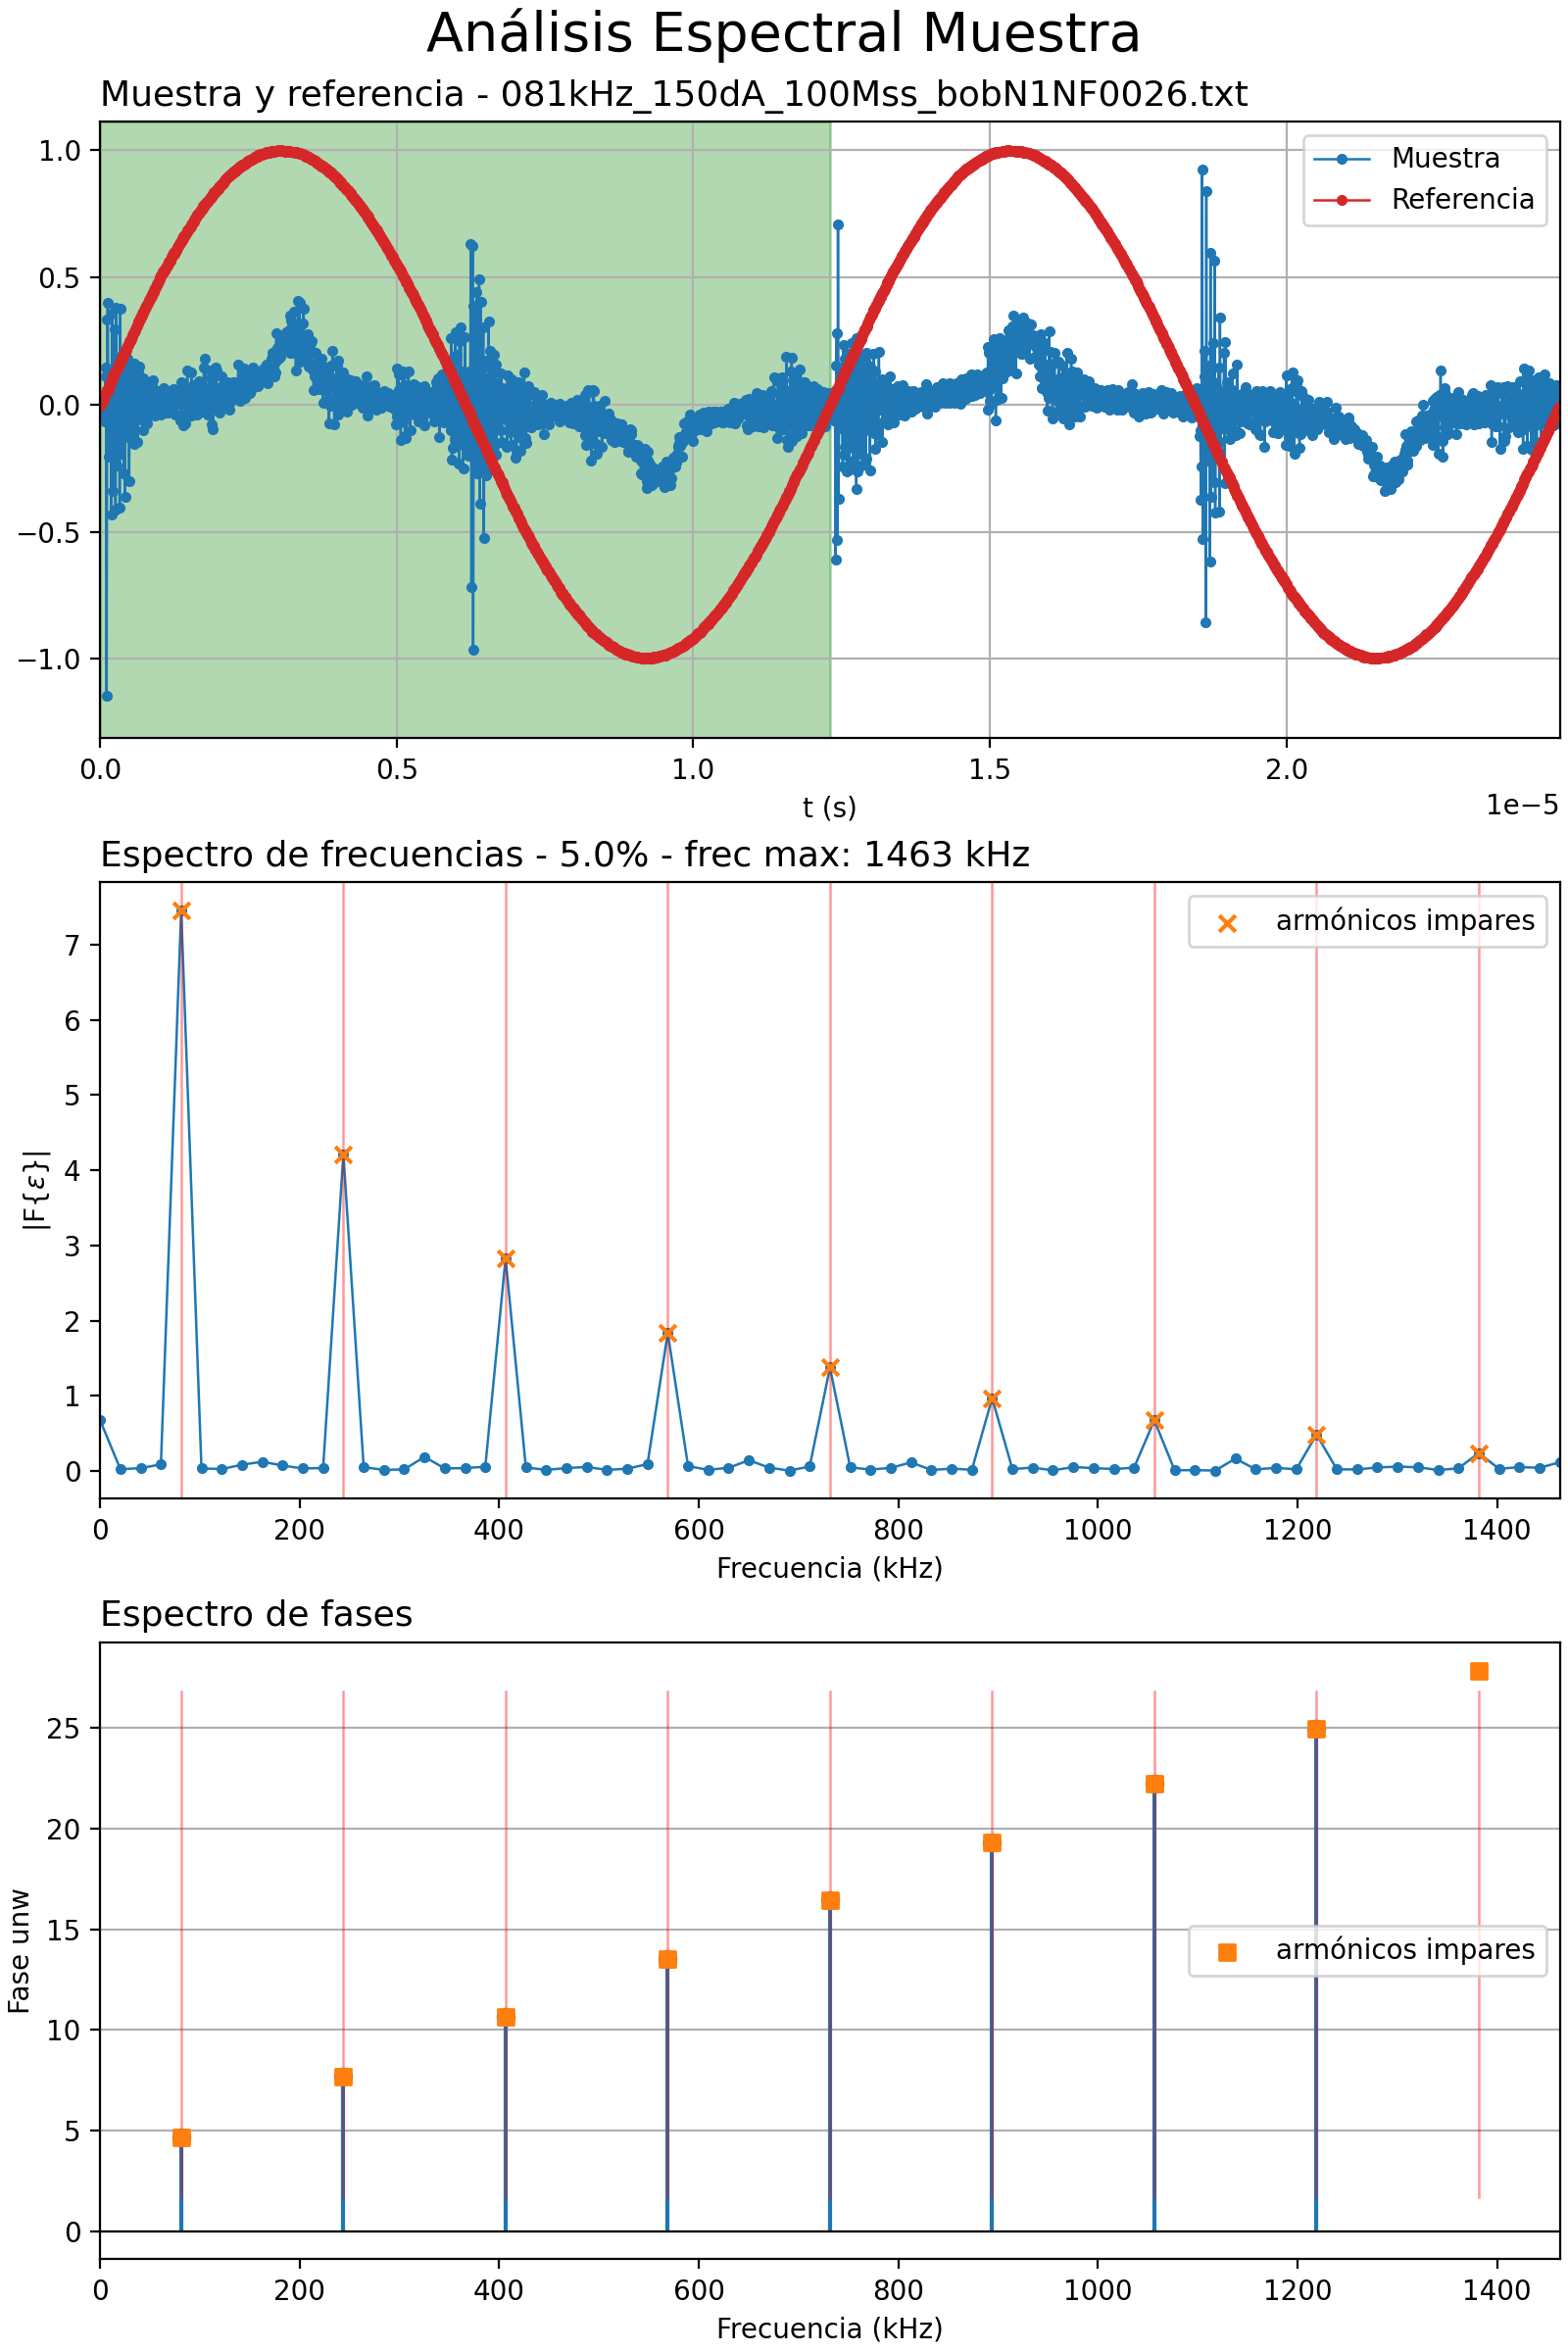 Análisis Espectral Muestra
Muestra y referencia - 081kHz_150dA_100Mss_bobN1NF0026.txt
Muestra
Referencia
1.0
0.5
0.0
−0.5
−1.0
0.0 0.5 1.0 1.5 2.0
1e−5
t (s)
Espectro de frecuencias - 5.0% - frec max: 1463 kHz
armónicos impares
|F{ε}|
7
6
5
4
3
2
1
0
0 200 400 600 800 1000 1200 1400
Frecuencia (kHz)
Espectro de fases
armónicos impares
Fase unw
25
20
15
10
5
0
0 200 400 600 800 1000 1200 1400
Frecuencia (kHz)